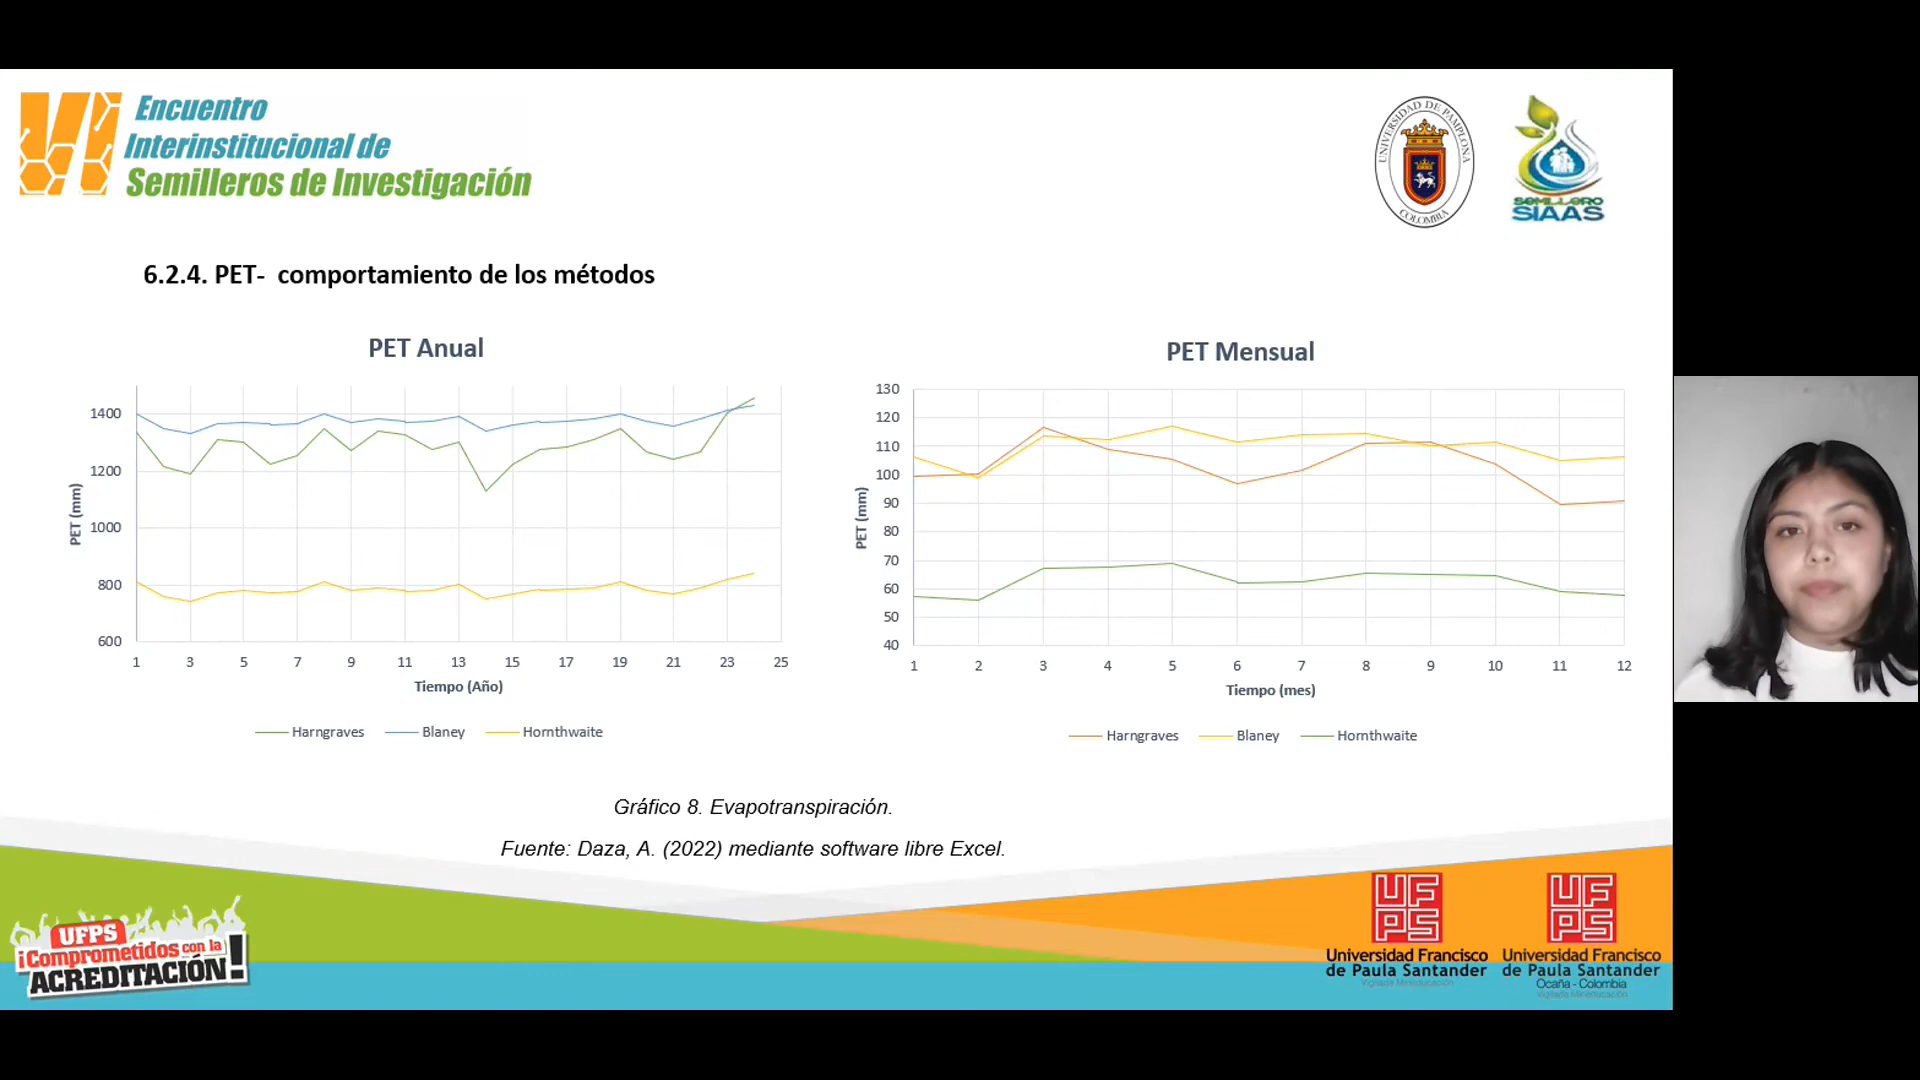 Encuentro
Interinstitucional de
Semilleros de Investigación
UNIVERSIDAD DE PAMPLONA
COLOMBIA
SEMILLERO
SIAAS
6.2.4. PET-  comportamiento de los métodos
PET Anual
1400
1200
1000
800
600
PET (mm)
1 3 5 7 9 11 13 15 17 19 21 23 25
Tiempo (Año)
Harngraves Blaney Hornthwaite
PET Mensual
130
120
110
100
90
80
70
60
50
40
PET (mm)
1 2 3 4 5 6 7 8 9 10 11 12
Tiempo (mes)
Harngraves Blaney Hornthwaite
Gráfico 8. Evapotranspiración.
Fuente: Daza, A. (2022) mediante software libre Excel.
UFPS
¡Comprometidos con la
ACREDITACIÓN!
UFPS
Universidad Francisco
de Paula Santander
Vigilada Mineducación
UFPS
Universidad Francisco
de Paula Santander
Ocaña - Colombia
Vigilada Mineducación